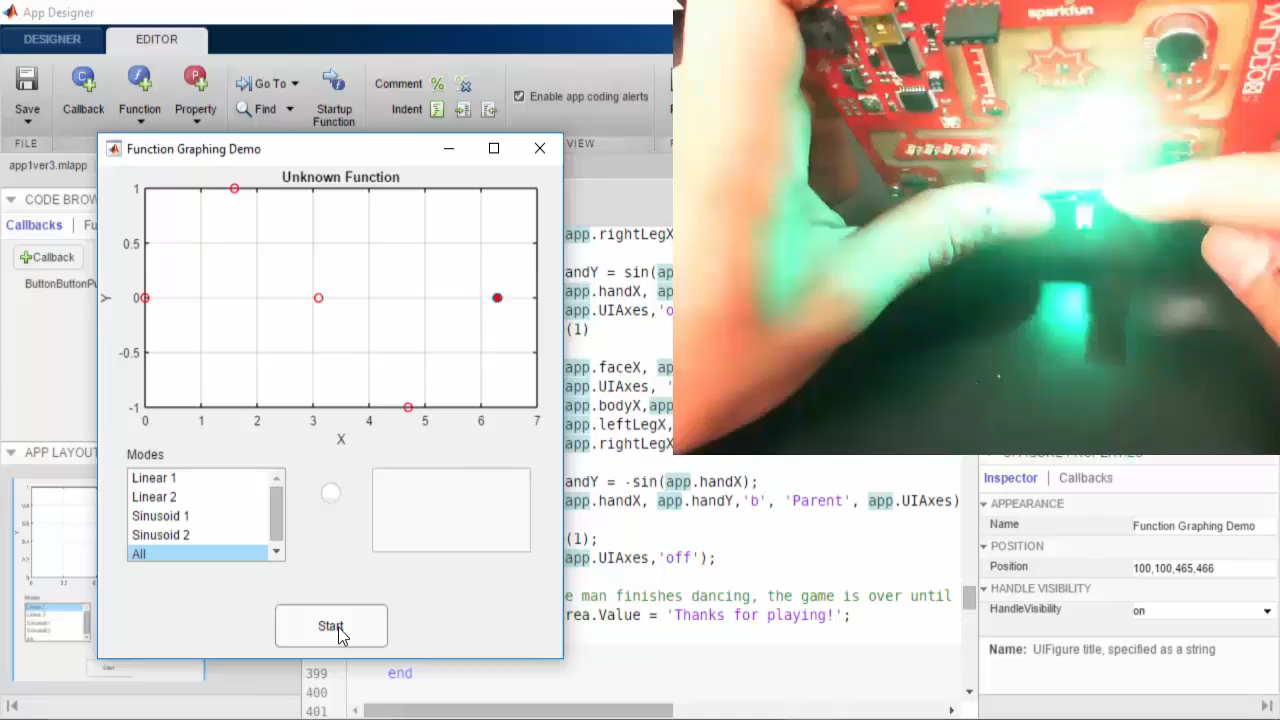 App Designer
DESIGNER
EDITOR
Save
Callback
Function
Property
Go To
Find
Startup
Function
Comment
Indent
Enable app coding alerts
FILE
VIEW
app1ver3.mlapp
CODE BROW
Callbacks
Fu
Callback
ButtonButtonPu
APP LAYOUT
Function Graphing Demo
Unknown Function
1
0.5
0
-0.5
-1
Y
0 1 2 3 4 5 6 7
X
Modes
Linear 1
Linear 2
Sinusoid 1
Sinusoid 2
All
Start
app.rightLegX
andY = sin(ap
app.handX, ap
app.UIAxes,'o
(1)
app.faceX, ap
app.UIAxes, '
app.bodyX,app
app.leftLegX,
app.rightLegX
andY = -sin(app.handX);
app.handX, app.handY,'b', 'Parent', app.UIAxes)
(1);
app.UIAxes,'off');
e man finishes dancing, the game is over until
rea.Value = 'Thanks for playing!';
399 end
400
401
sparkfun
Inspector
Callbacks
APPEARANCE
Name Function Graphing Demo
POSITION
Position 100,100,465,466
HANDLE VISIBILITY
HandleVisibility on
Name: UIFigure title, specified as a string